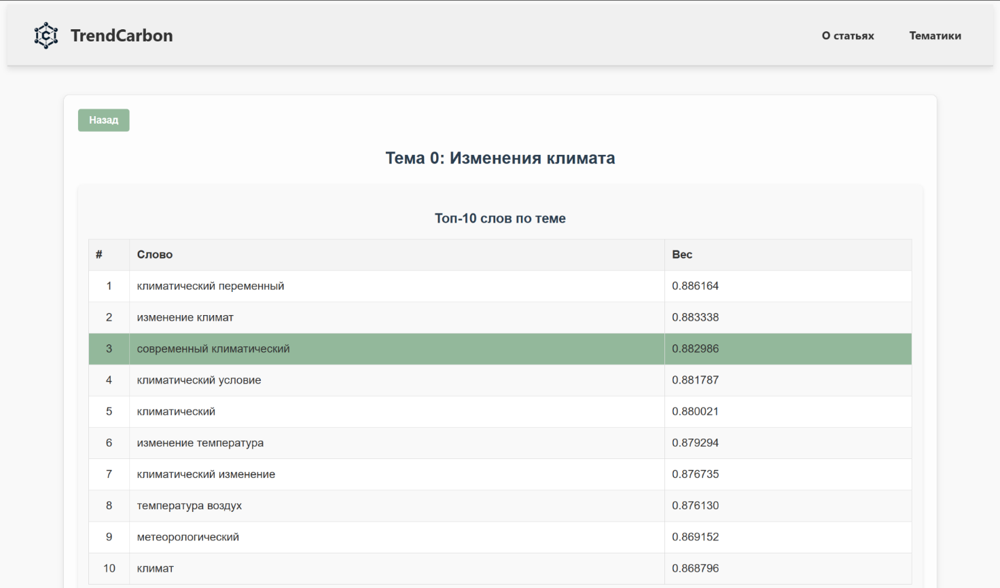 TrendCarbon
О статьях Тематики
Назад
Тема 0: Изменения климата
Топ-10 слов по теме
# Слово Вес
1 климатический переменный 0.886164
2 изменение климат 0.883338
3 современный климатический 0.882986
4 климатический условие 0.881787
5 климатический 0.880021
6 изменение температура 0.879294
7 климатический изменение 0.876735
8 температура воздух 0.876130
9 метеорологический 0.869152
10 климат 0.868796